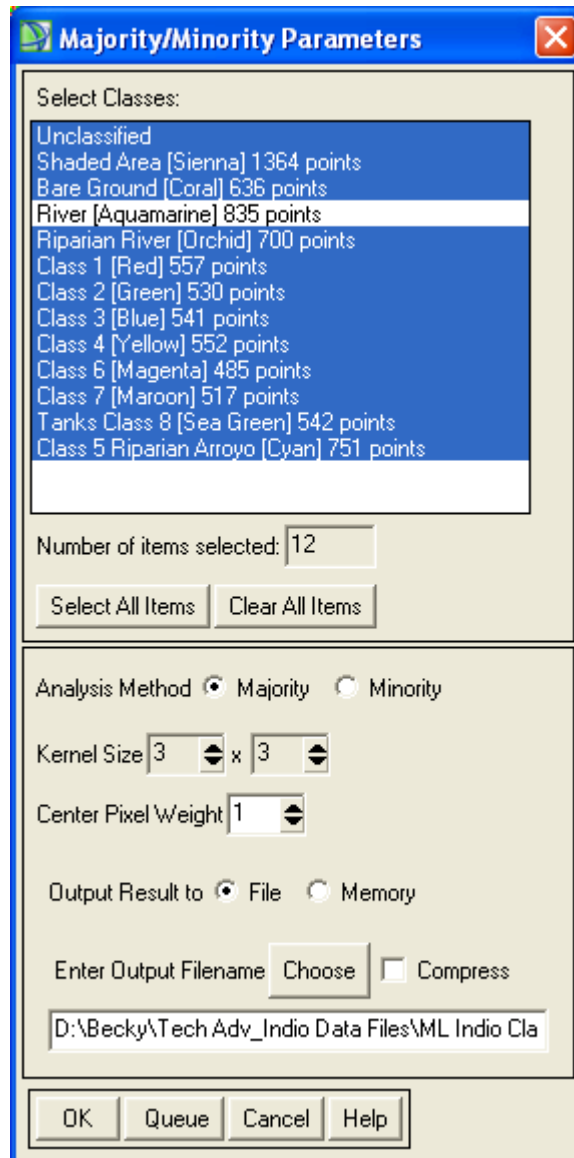 Majority/Minority Parameters
Select Classes:
Unclassified
Shaded Area [Sienna] 1364 points
Bare Ground [Coral] 636 points
River [Aquamarine] 835 points
Riparian River [Orchid] 700 points
Class 1 [Red] 557 points
Class 2 [Green] 530 points
Class 3 [Blue] 541 points
Class 4 [Yellow] 552 points
Class 6 [Magenta] 485 points
Class 7 [Maroon] 517 points
Tanks Class 8 [Sea Green] 542 points
Class 5 Riparian Arroyo [Cyan] 751 points
Number of items selected: 12
Select All Items Clear All Items
Analysis Method Majority Minority
Kernel Size 3 x 3
Center Pixel Weight 1
Output Result to File Memory
Enter Output Filename Choose Compress
D:\Becky\Tech Adv_Indio Data Files\ML Indio Cla
OK Queue Cancel Help